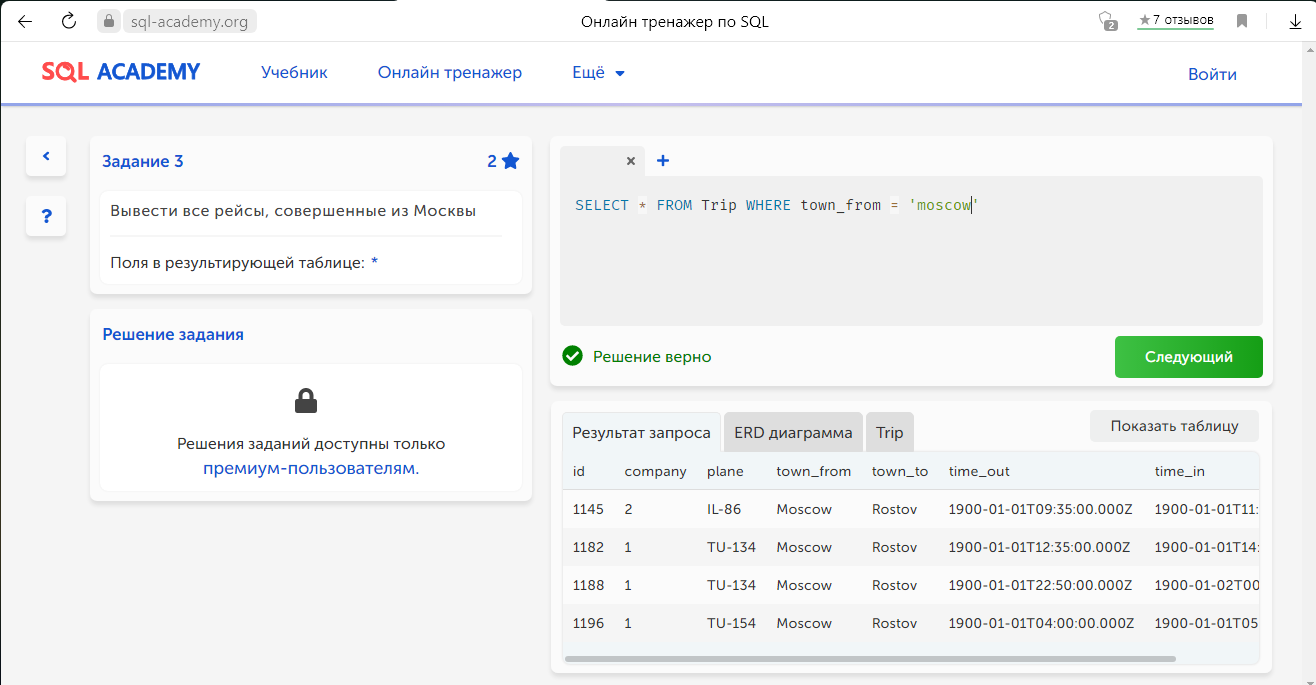 sql-academy.org
Онлайн тренажер по SQL
2
★7 отзывов
SQL ACADEMY
Учебник
Онлайн тренажер
Ещё
Войти
Задание 3
2
Вывести все рейсы, совершенные из Москвы
Поля в результирующей таблице: *
?
Решение задания
Решения заданий доступны только
премиум-пользователям.
SELECT * FROM Trip WHERE town_from = 'moscow'
Решение верно
Следующий
Результат запроса
ERD диаграмма
Trip
Показать таблицу
id company plane town_from town_to time_out time_in
1145 2 IL-86 Moscow Rostov 1900-01-01T09:35:00.000Z 1900-01-01T11:
1182 1 TU-134 Moscow Rostov 1900-01-01T12:35:00.000Z 1900-01-01T14:
1188 1 TU-134 Moscow Rostov 1900-01-01T22:50:00.000Z 1900-01-02T00
1196 1 TU-154 Moscow Rostov 1900-01-01T04:00:00.000Z 1900-01-01T05